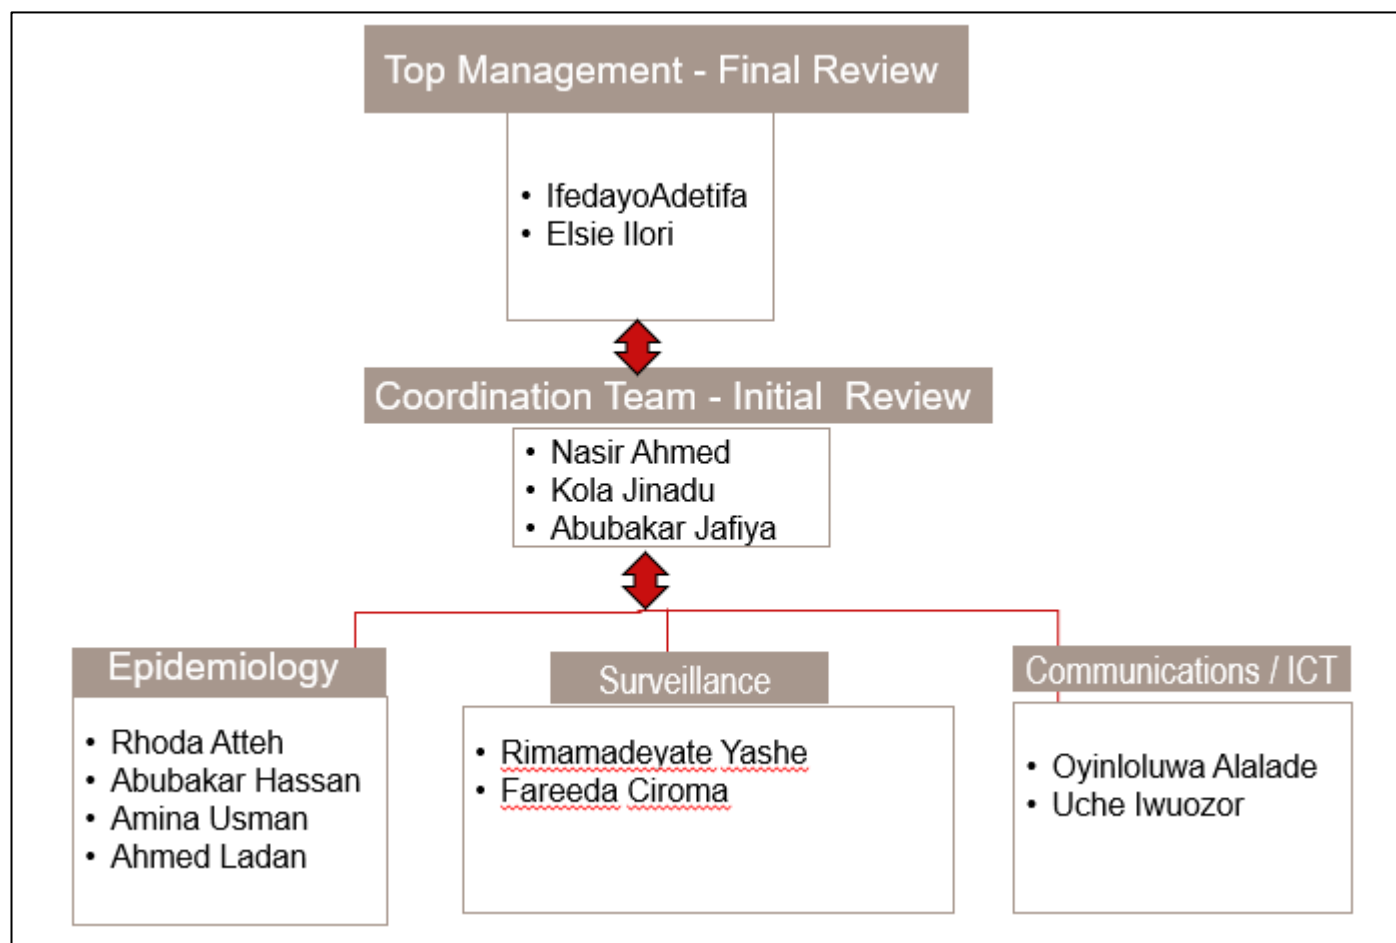 Top Management - Final Review
• IfedayoAdetifa
• Elsie Ilori
Coordination Team - Initial  Review
• Nasir Ahmed
• Kola Jinadu
• Abubakar Jafiya
Epidemiology
• Rhoda Atteh
• Abubakar Hassan
• Amina Usman
• Ahmed Ladan
Surveillance
• Rimamadeyate Yashe
• Fareeda Ciroma
Communications / ICT
• Oyinloluwa Alalade
• Uche Iwuozor